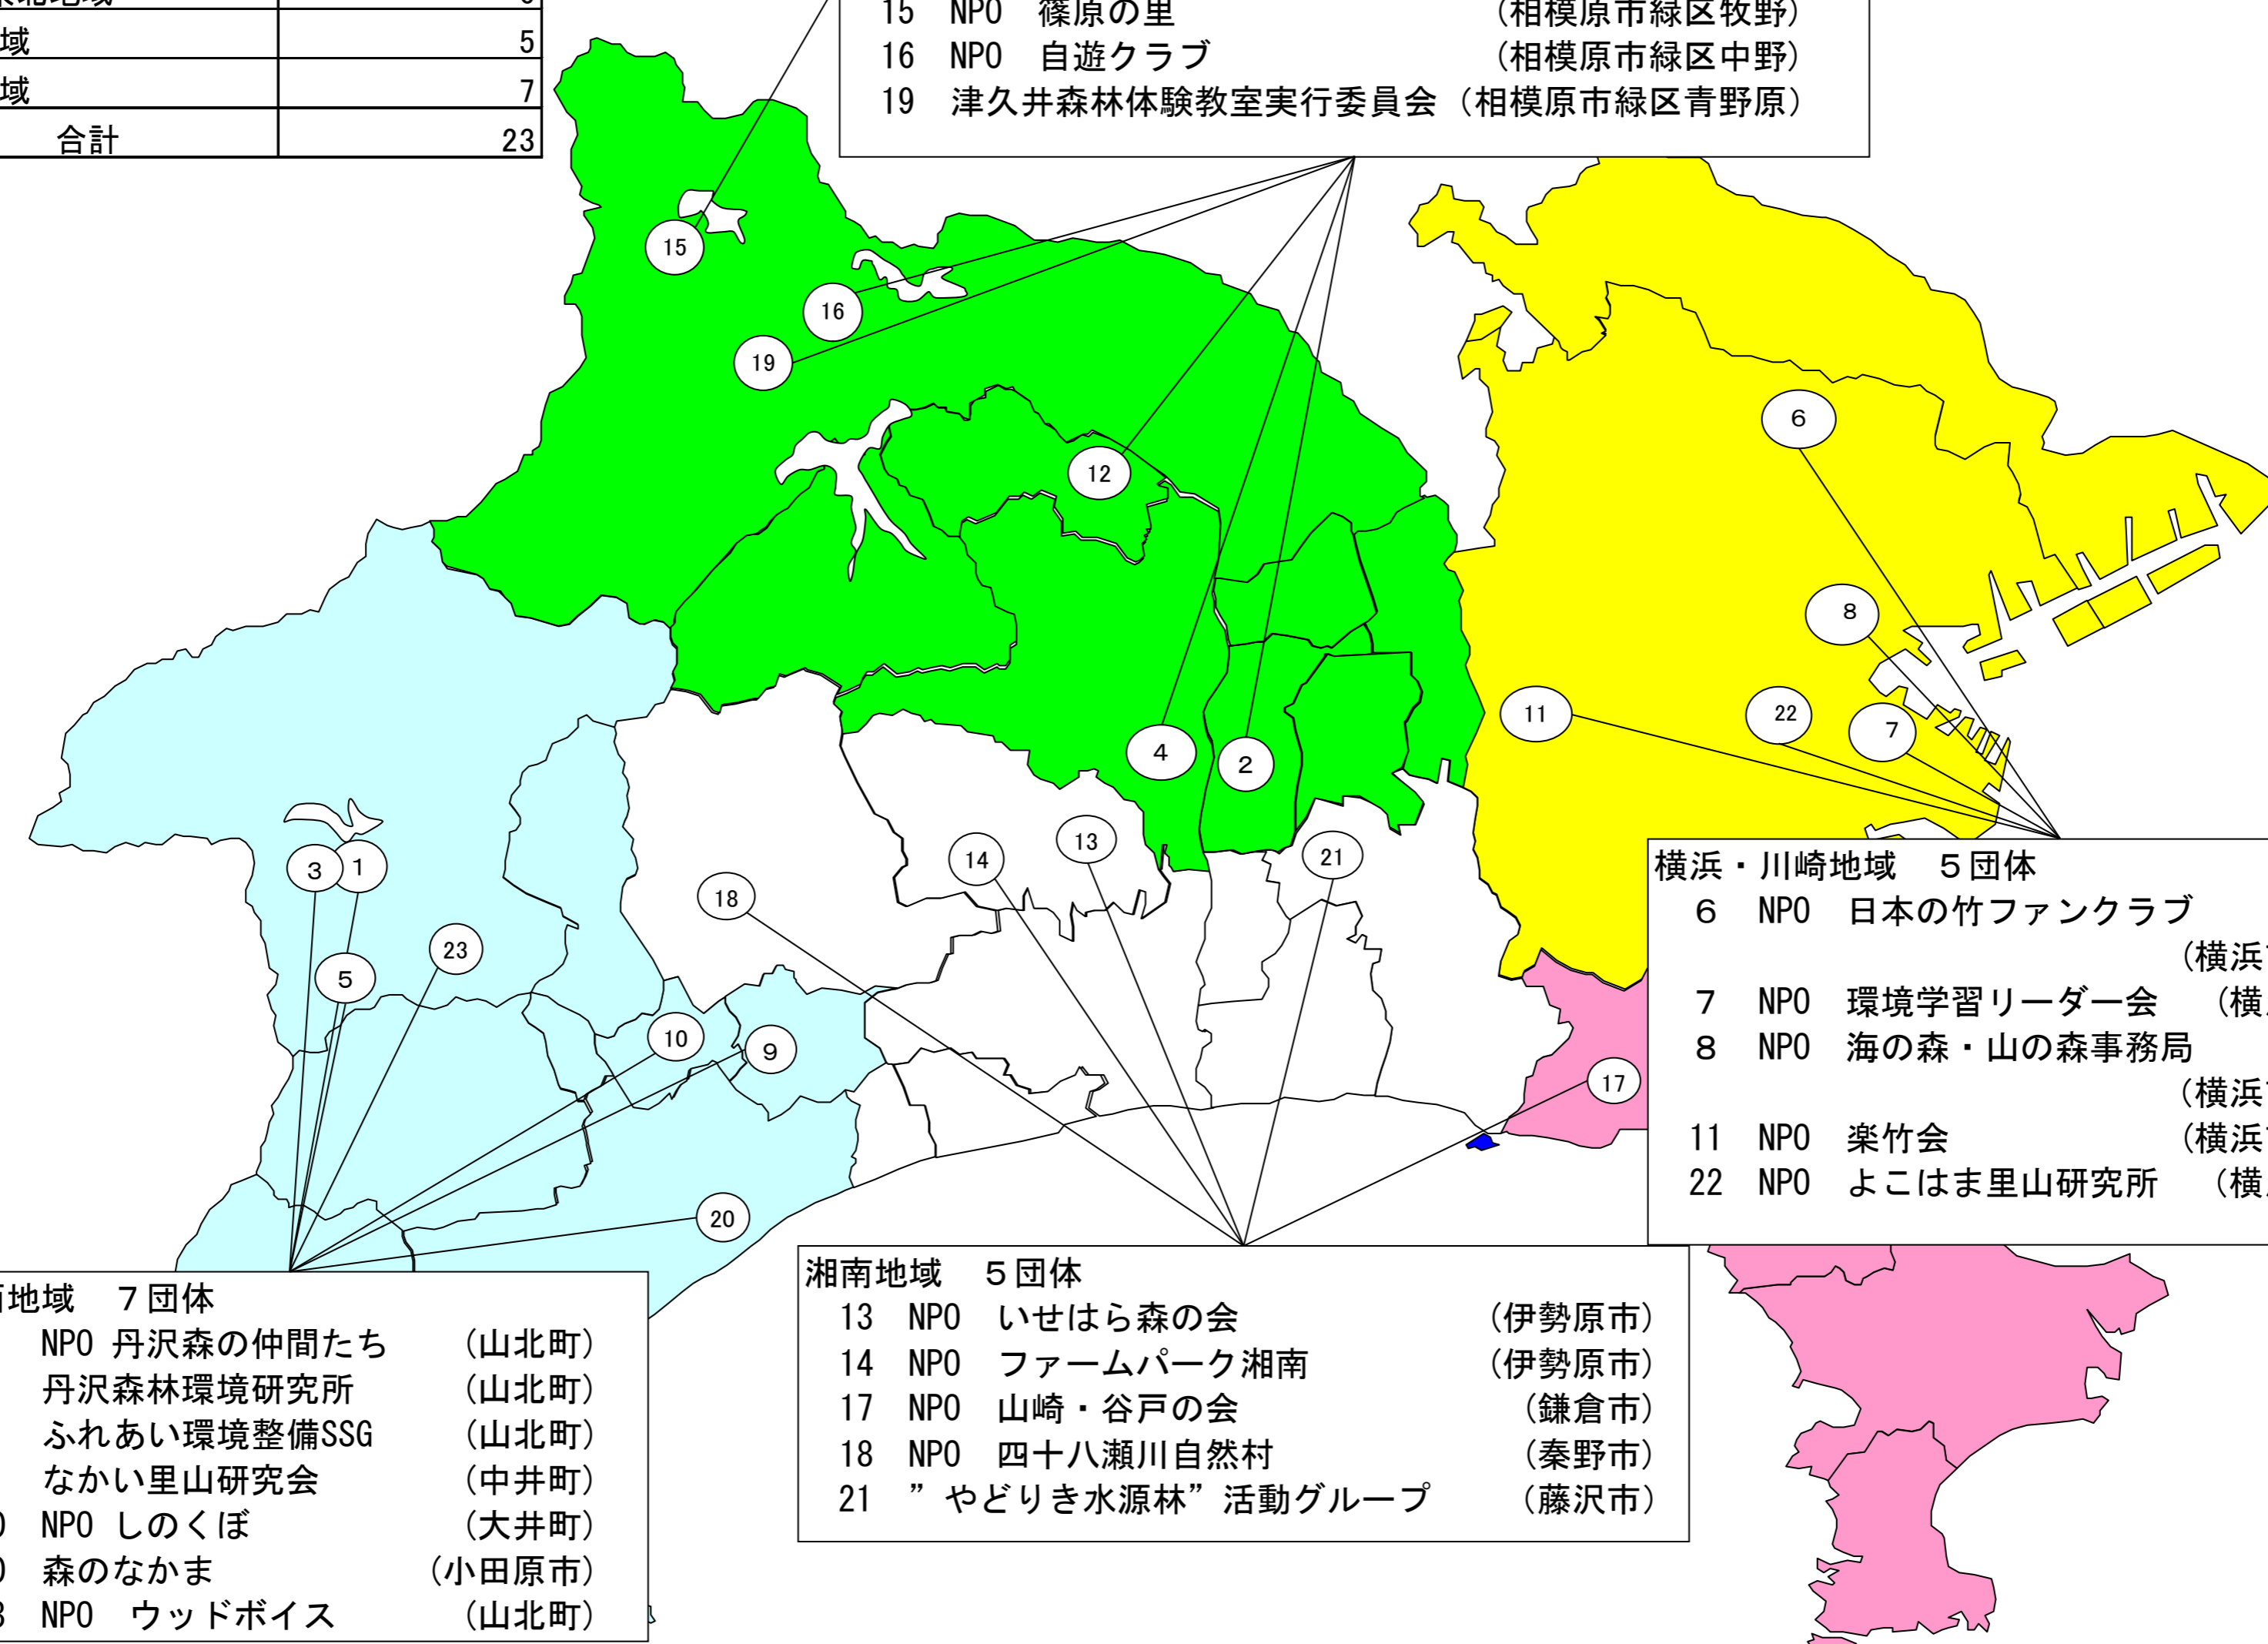 域 5
域 7
合計 23
15 NPO 篠原の里 (相模原市緑区牧野)
16 NPO 自遊クラブ (相模原市緑区中野)
19 津久井森林体験教室実行委員会 (相模原市緑区青野原)
15
16
19
12
6
8
11
22
7
4
2
3
1
14
13
21
18
23
5
10
9
17
20
横浜・川崎地域 5団体
6 NPO 日本の竹ファンクラブ
(横浜
7 NPO 環境学習リーダー会 (横
8 NPO 海の森・山の森事務局
(横浜
11 NPO 楽竹会 (横浜
22 NPO よこはま里山研究所 (横
湘南地域 5団体
13 NPO いせはら森の会 (伊勢原市)
14 NPO ファームパーク湘南 (伊勢原市)
17 NPO 山崎・谷戸の会 (鎌倉市)
18 NPO 四十八瀬川自然村 (秦野市)
21 ”やどりき水源林”活動グループ (藤沢市)
地域 7団体
NPO 丹沢森の仲間たち (山北町)
丹沢森林環境研究所 (山北町)
ふれあい環境整備SSG (山北町)
なかい里山研究会 (中井町)
0 NPO しのくぼ (大井町)
0 森のなかま (小田原市)
3 NPO ウッドボイス (山北町)